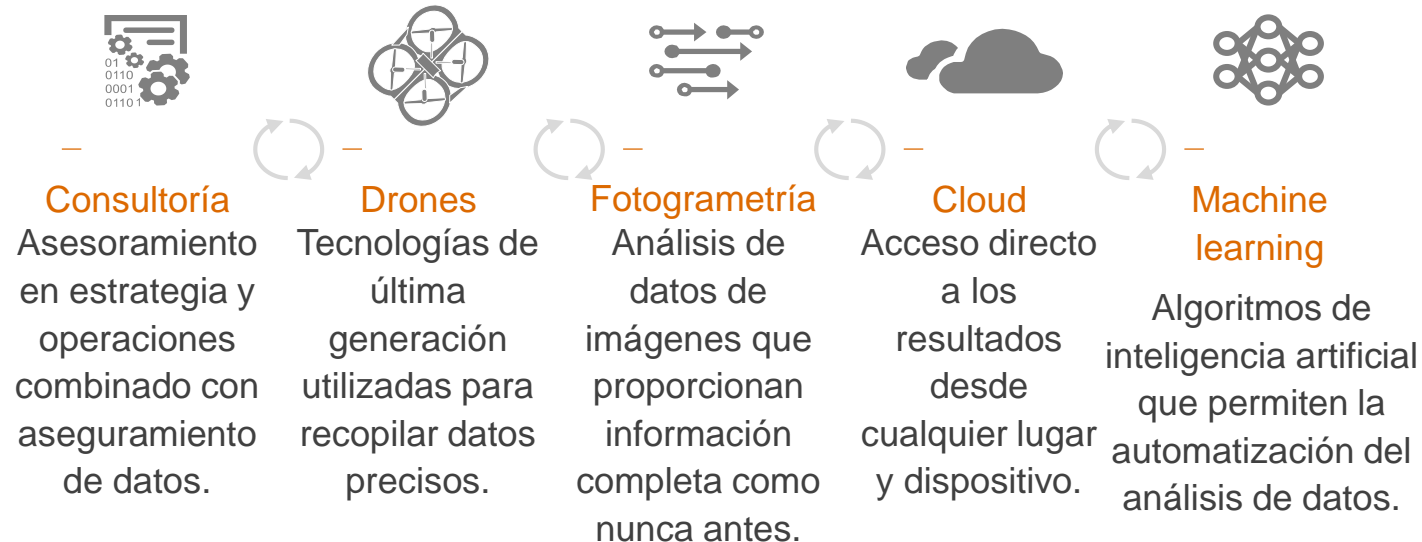 01
0110
0001
01101
Consultoría
Asesoramiento
en estrategia y
operaciones
combinado con
aseguramiento
de datos.
Drones
Tecnologías de
última
generación
utilizadas para
recopilar datos
precisos.
Fotogrametría
Análisis de
datos de
imágenes que
proporcionan
información
completa como
nunca antes.
Cloud
Acceso directo
a los
resultados
desde
cualquier lugar
y dispositivo.
Machine
learning
Algoritmos de
inteligencia artificial
que permiten la
automatización del
análisis de datos.